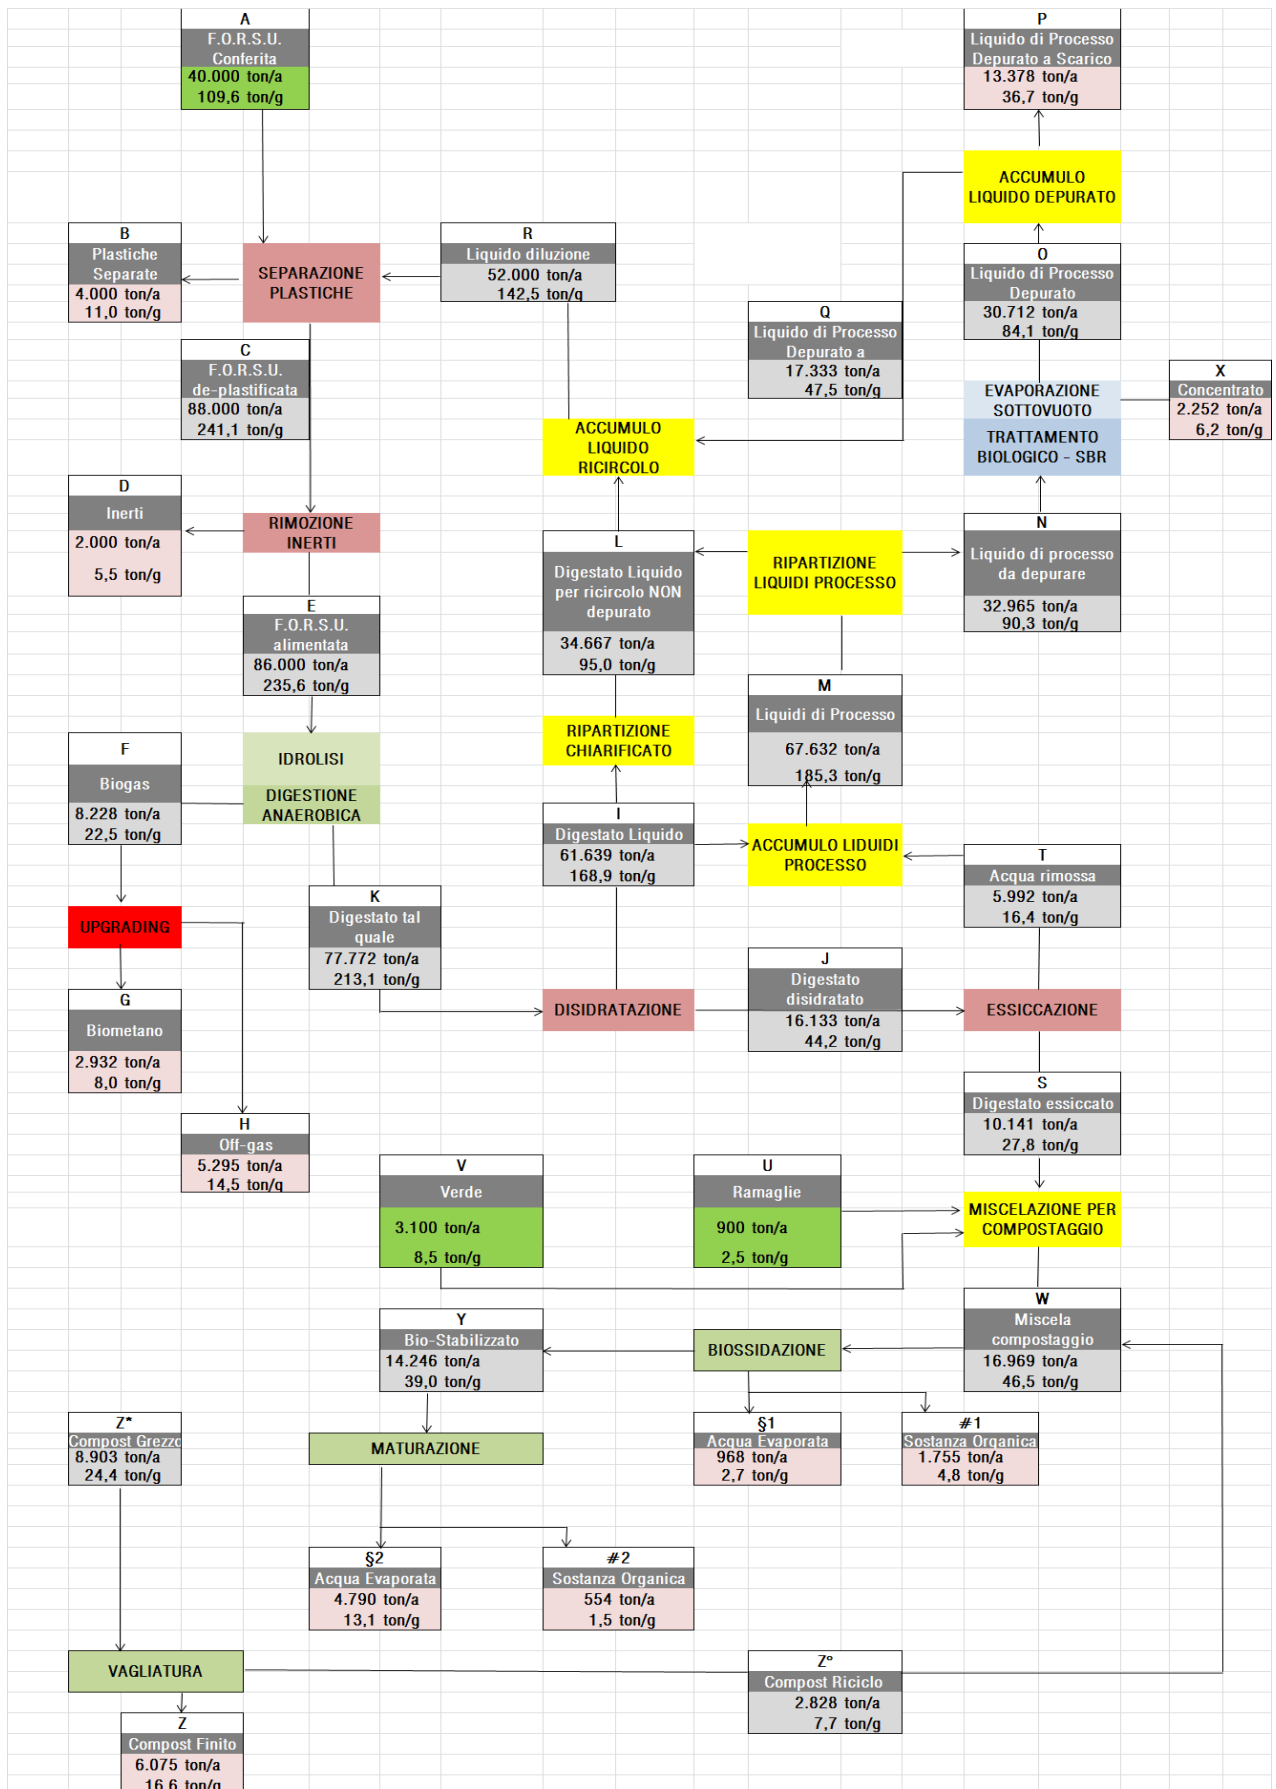 A
F.O.R.S.U.
Conferita
40.000 ton/a
109,6 ton/g
P
Liquido di Processo
Depurato a Scarico
13.378 ton/a
36,7 ton/g
ACCUMULO
LIQUIDO DEPURATO
B
Plastiche
Separate
4.000 ton/a
11,0 ton/g
SEPARAZIONE
PLASTICHE
R
Liquido diluzione
52.000 ton/a
142,5 ton/g
O
Liquido di Processo
Depurato
30.712 ton/a
84,1 ton/g
Q
Liquido di Processo
Depurato a
17.333 ton/a
47,5 ton/g
C
F.O.R.S.U.
de-plastificata
88.000 ton/a
241,1 ton/g
X
Concentrato
2.252 ton/a
6,2 ton/g
EVAPORAZIONE
SOTTOVUOTO
TRATTAMENTO
BIOLOGICO - SBR
ACCUMULO
LIQUIDO
RICIRCOLO
D
Inerti
2.000 ton/a
5,5 ton/g
RIMOZIONE
INERTI
L
Digestato Liquido
per ricircolo NON
depurato
34.667 ton/a
95,0 ton/g
RIPARTIZIONE
LIQUIDI PROCESSO
N
Liquido di processo
da depurare
32.965 ton/a
90,3 ton/g
E
F.O.R.S.U.
alimentata
86.000 ton/a
235,6 ton/g
M
Liquidi di Processo
67.632 ton/a
185,3 ton/g
RIPARTIZIONE
CHIARIFICATO
F
Biogas
8.228 ton/a
22,5 ton/g
IDROLISI
DIGESTIONE
ANAEROBICA
I
Digestato Liquido
61.639 ton/a
168,9 ton/g
ACCUMULO LIUIDI
PROCESSO
T
Acqua rimossa
5.992 ton/a
16,4 ton/g
K
Digestato tal
quale
77.772 ton/a
213,1 ton/g
UPGRADING
J
Digestato
disidratato
16.133 ton/a
44,2 ton/g
G
Biometano
2.932 ton/a
8,0 ton/g
DISIDRATAZIONE
ESSICCAZIONE
S
Digestato essiccato
10.141 ton/a
27,8 ton/g
H
Off-gas
5.295 ton/a
14,5 ton/g
V
Verde
3.100 ton/a
8,5 ton/g
U
Ramaglie
900 ton/a
2,5 ton/g
MISCELAZIONE PER
COMPOSTAGGIO
W
Miscela
compostaggio
16.969 ton/a
46,5 ton/g
Y
Bio-Stabilizzato
14.246 ton/a
39,0 ton/g
BIOSSIDAZIONE
Z*
Compost Grezzo
8.903 ton/a
24,4 ton/g
MATURAZIONE
§1
Acqua Evaporata
968 ton/a
2,7 ton/g
#1
Sostanza Organica
1.755 ton/a
4,8 ton/g
§2
Acqua Evaporata
4.790 ton/a
13,1 ton/g
#2
Sostanza Organica
554 ton/a
1,5 ton/g
VAGLIATURA
Z°
Compost Riciclo
2.828 ton/a
7,7 ton/g
Z
Compost Finito
6.075 ton/a
16,6 ton/g